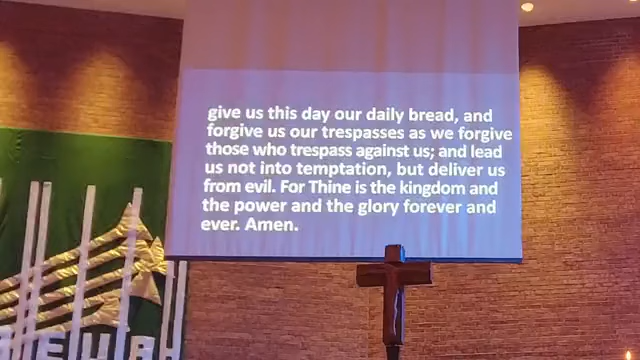 give us this day our daily bread, and
forgive us our trespasses as we forgive
those who trespass against us; and lead
us not into temptation, but deliver us
from evil. For Thine is the kingdom and
the power and the glory forever and
ever. Amen.